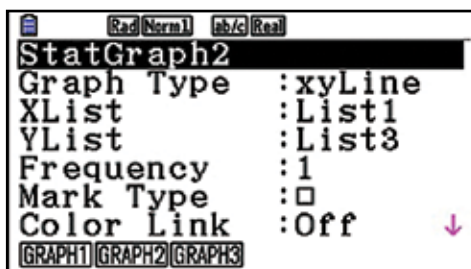 Rad Norm1 ab/c Real
StatGraph2
Graph Type :xyLine
XList :List1
YList :List3
Frequency :1
Mark Type :□
Color Link :Off ↓
GRAPH1 GRAPH2 GRAPH3